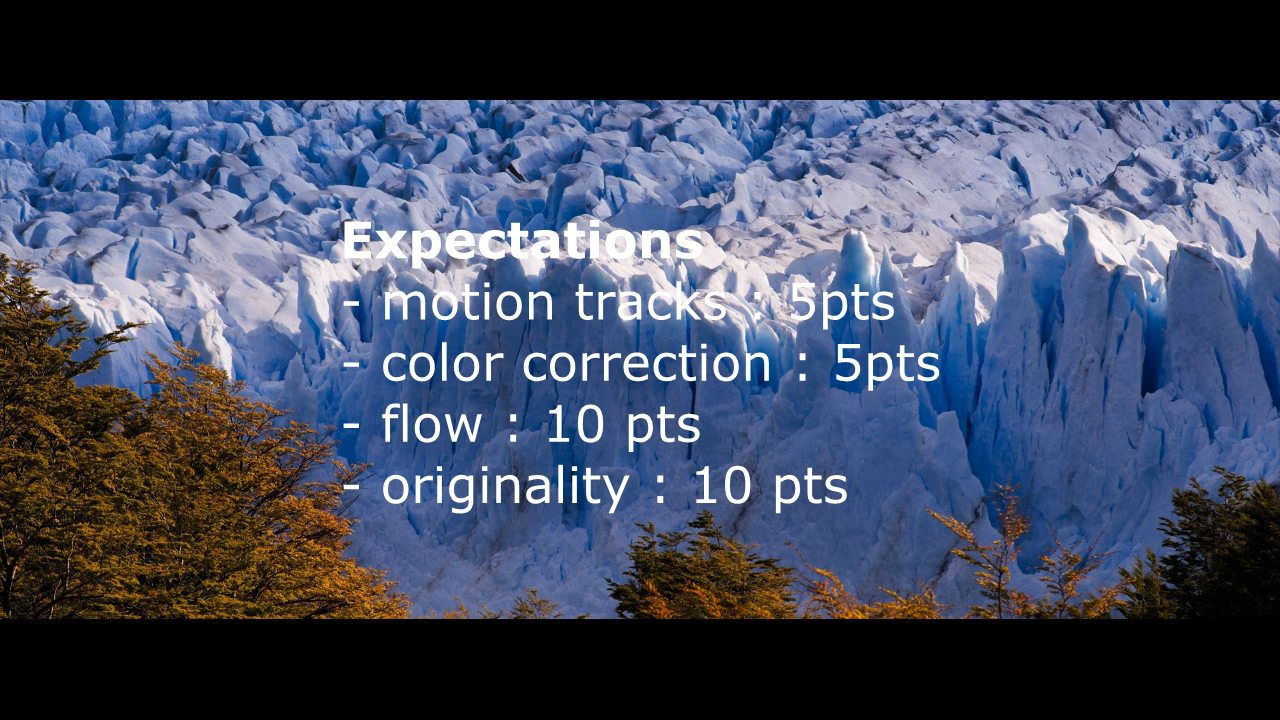 Expectations
- motion tracks : 5pts
- color correction : 5pts
- flow : 10 pts
- originality : 10 pts